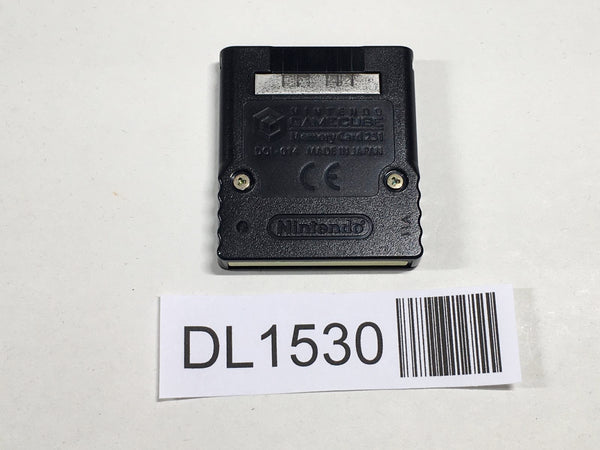 NINTENDO
GAMECUBE
Memory Card 251
DOL-014 MADE IN JAPAN
CE
Nintendo
DL1530